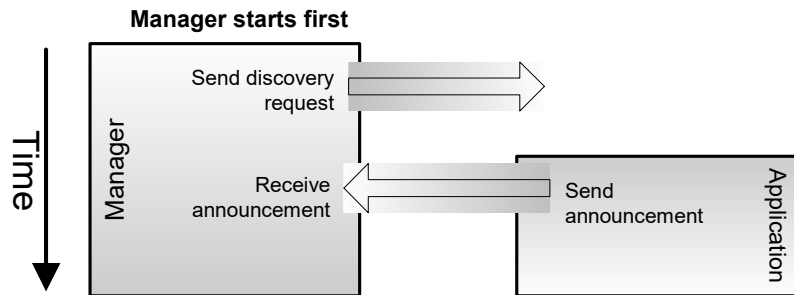 Manager starts first
Time
Manager
Send discovery
request
Receive
announcement
Send
announcement
Application